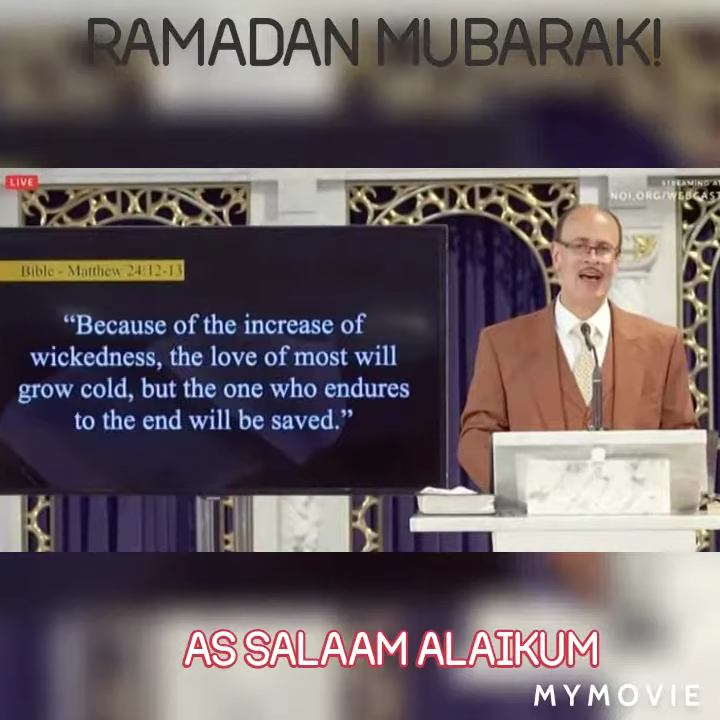 RAMADAN MUBARAK!
LIVE
STREAMING AT
NOI.ORG/WEBCAST
Bible - Matthew 24:12-13
“Because of the increase of
wickedness, the love of most will
grow cold, but the one who endures
to the end will be saved.”
AS SALAAM ALAIKUM
MYMOVIE